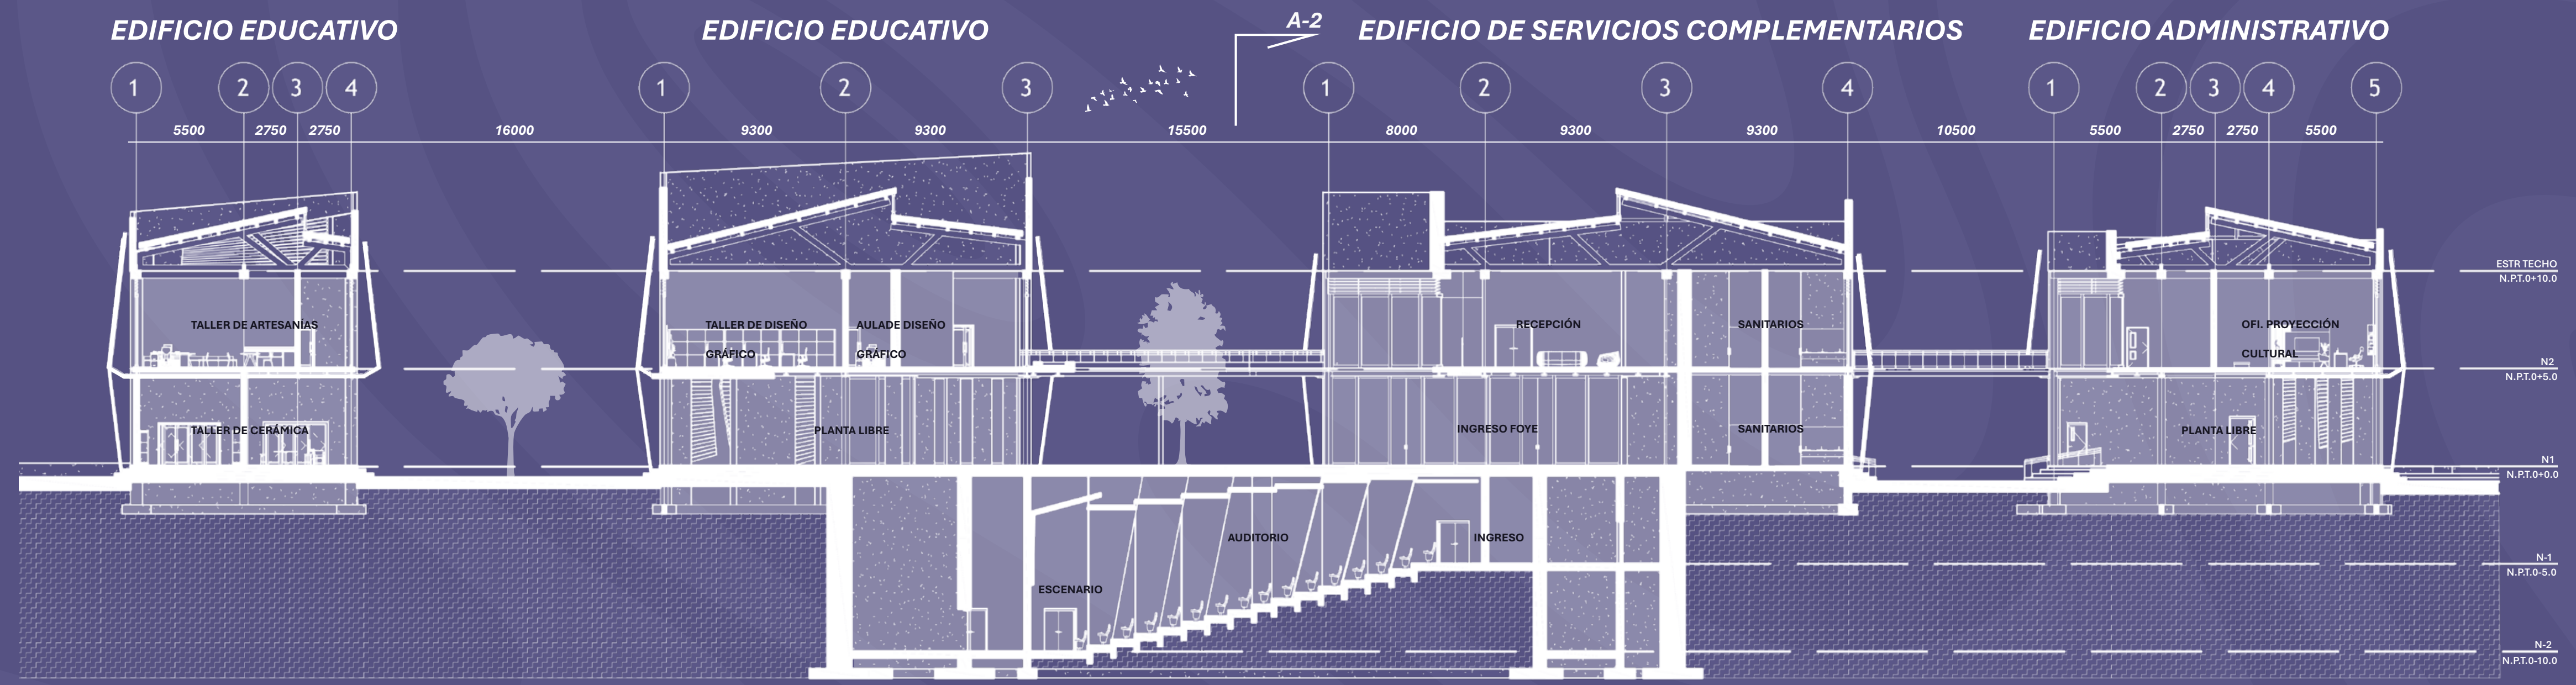 EDIFICIO EDUCATIVO
EDIFICIO EDUCATIVO
A-2
EDIFICIO DE SERVICIOS COMPLEMENTARIOS
EDIFICIO ADMINISTRATIVO
1 2 3 4
1 2 3
1 2 3 4
1 2 3 4 5
5500 2750 2750 16000 9300 9300 15500 8000 9300 9300 10500 5500 2750 2750 5500
ESTR TECHO
N.P.T.0+10.0
TALLER DE ARTESANÍAS
TALLER DE DISEÑO
GRÁFICO
AULADE DISEÑO
GRÁFICO
RECEPCIÓN
SANITARIOS
OFI. PROYECCIÓN
CULTURAL
N2
N.P.T.0+5.0
TALLER DE CERÁMICA
PLANTA LIBRE
INGRESO FOYE
SANITARIOS
PLANTA LIBRE
N1
N.P.T.0+0.0
AUDITORIO
INGRESO
ESCENARIO
N-1
N.P.T.0-5.0
N-2
N.P.T.0-10.0